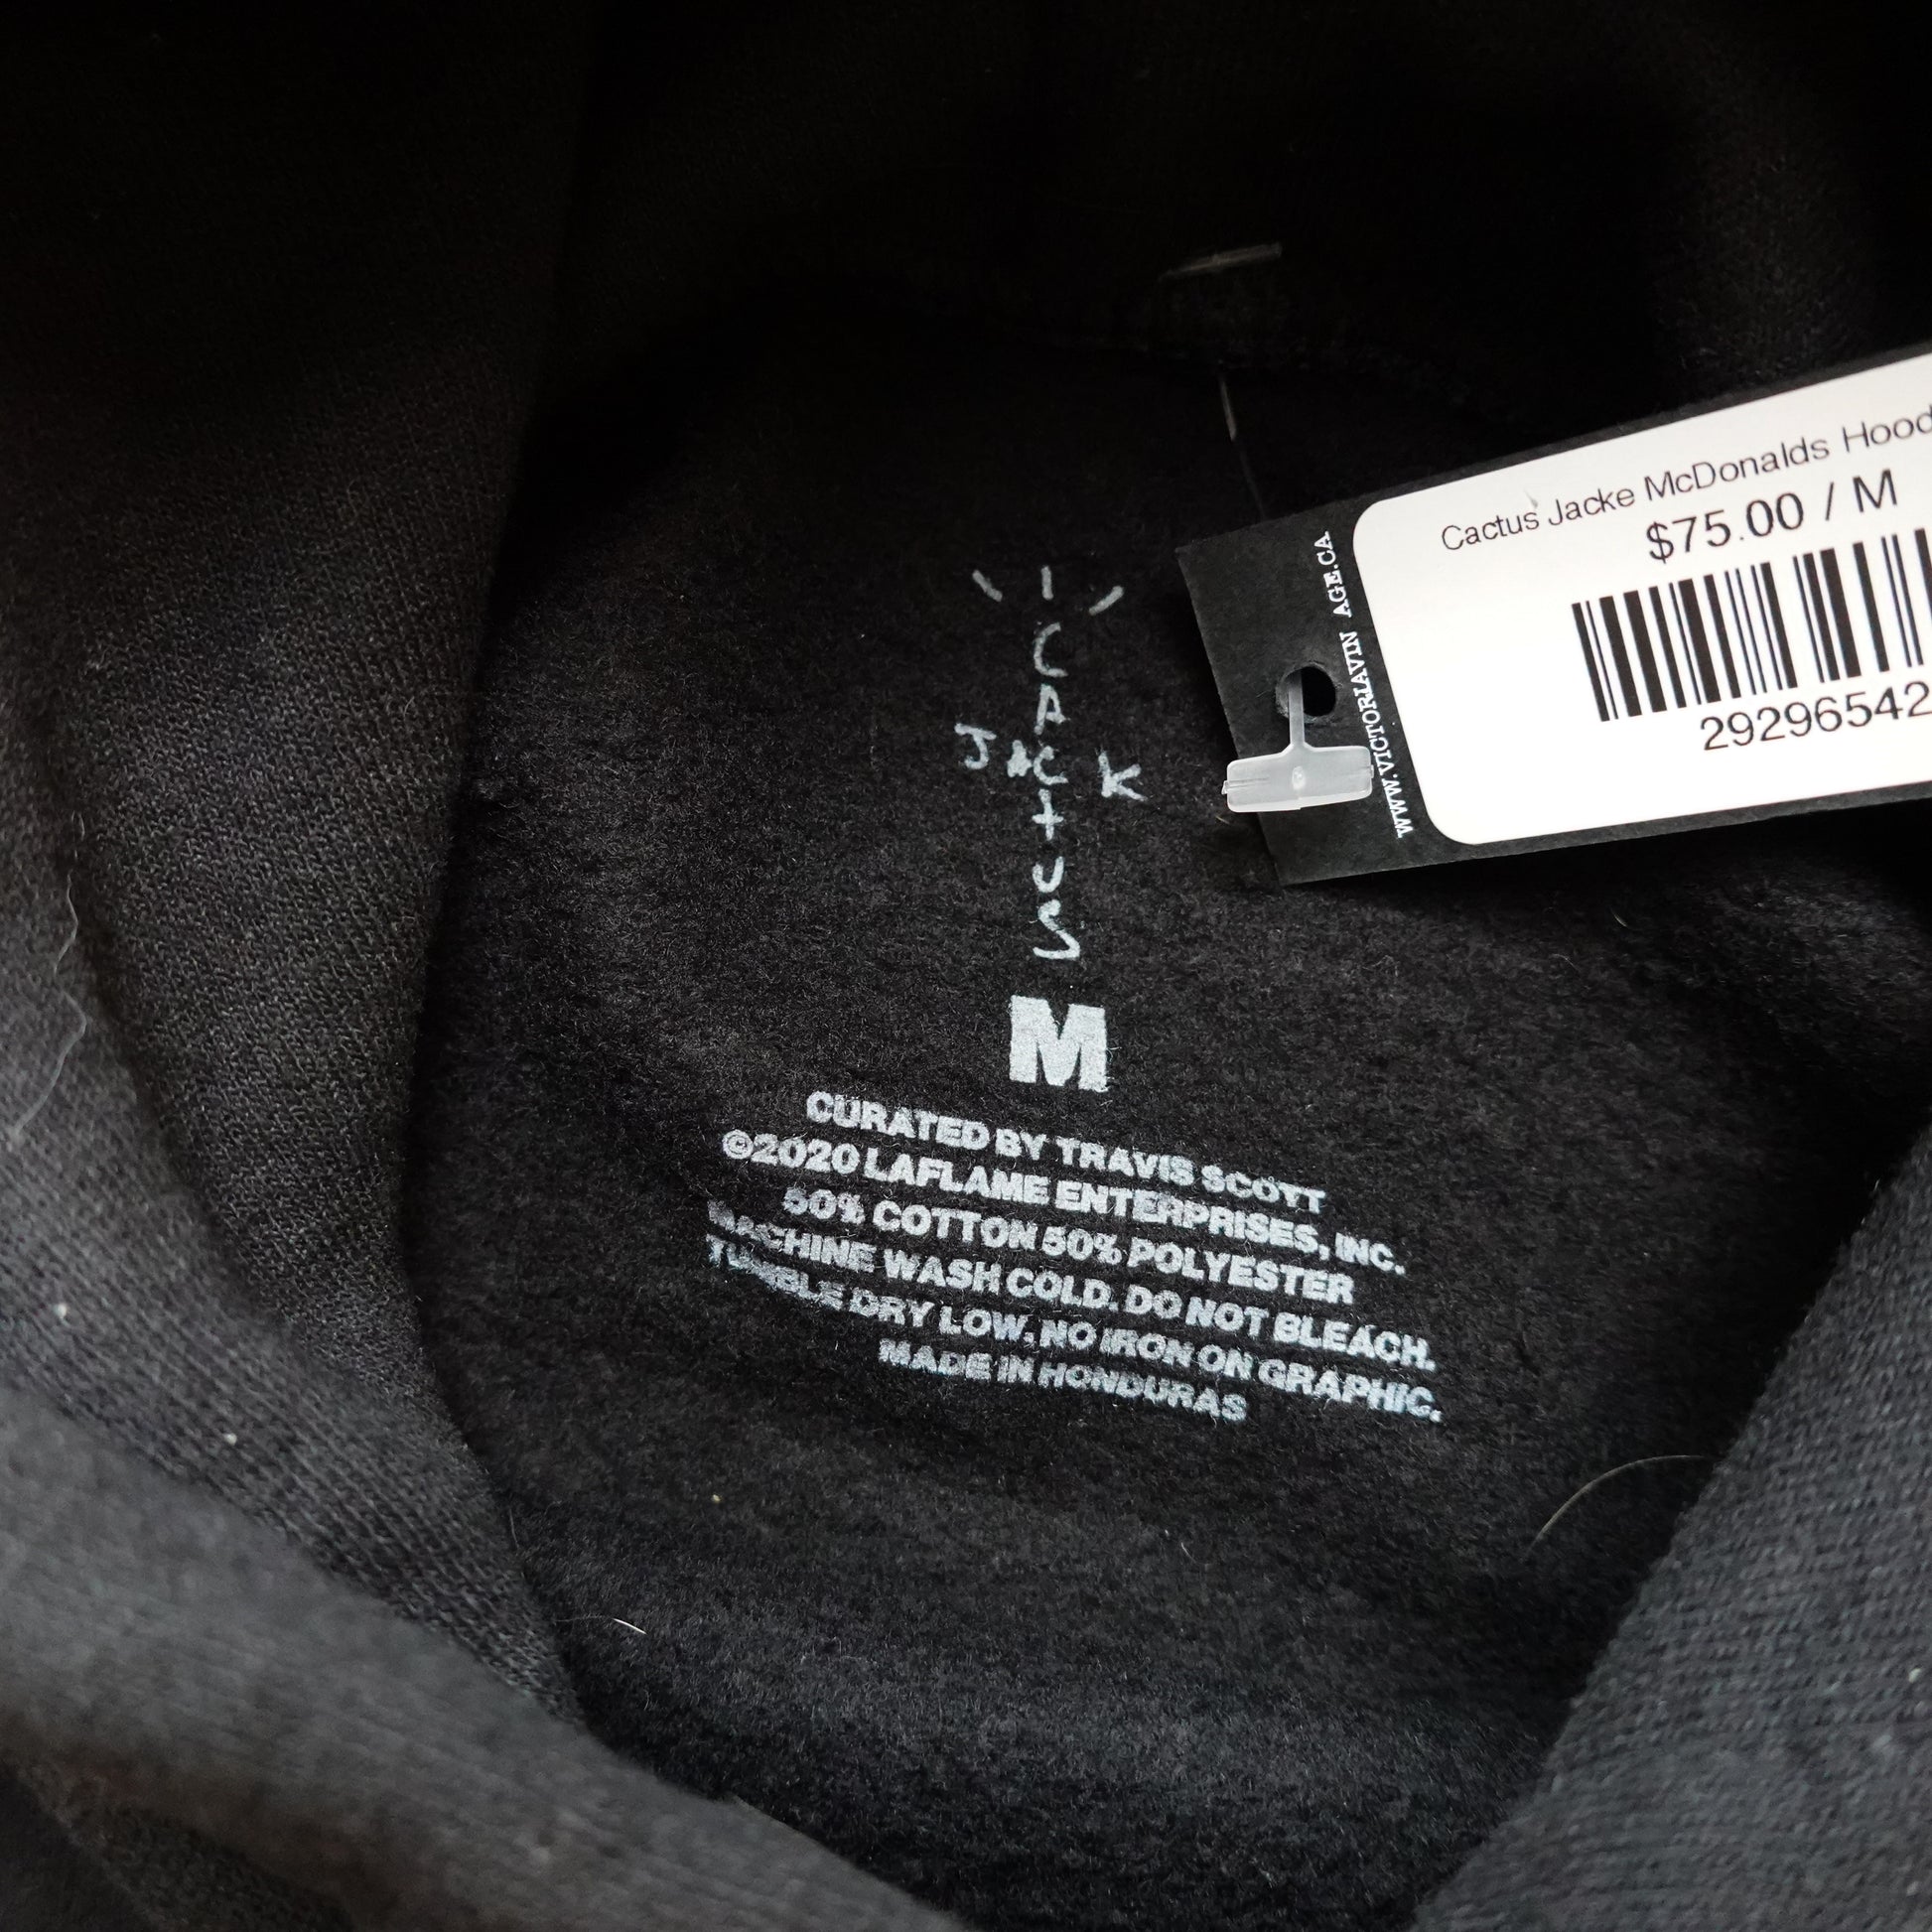 CACTUS
JACK
M
CURATED BY TRAVIS SCOTT
©2020 LAFLAME ENTERPRISES, INC.
50% COTTON 50% POLYESTER
MACHINE WASH COLD. DO NOT BLEACH.
TUMBLE DRY LOW. NO IRON ON GRAPHIC.
MADE IN HONDURAS
WWW.VICTORIAVIN AGE.CA
Cactus Jacke McDonalds Hood
$75.00 / M
29296542